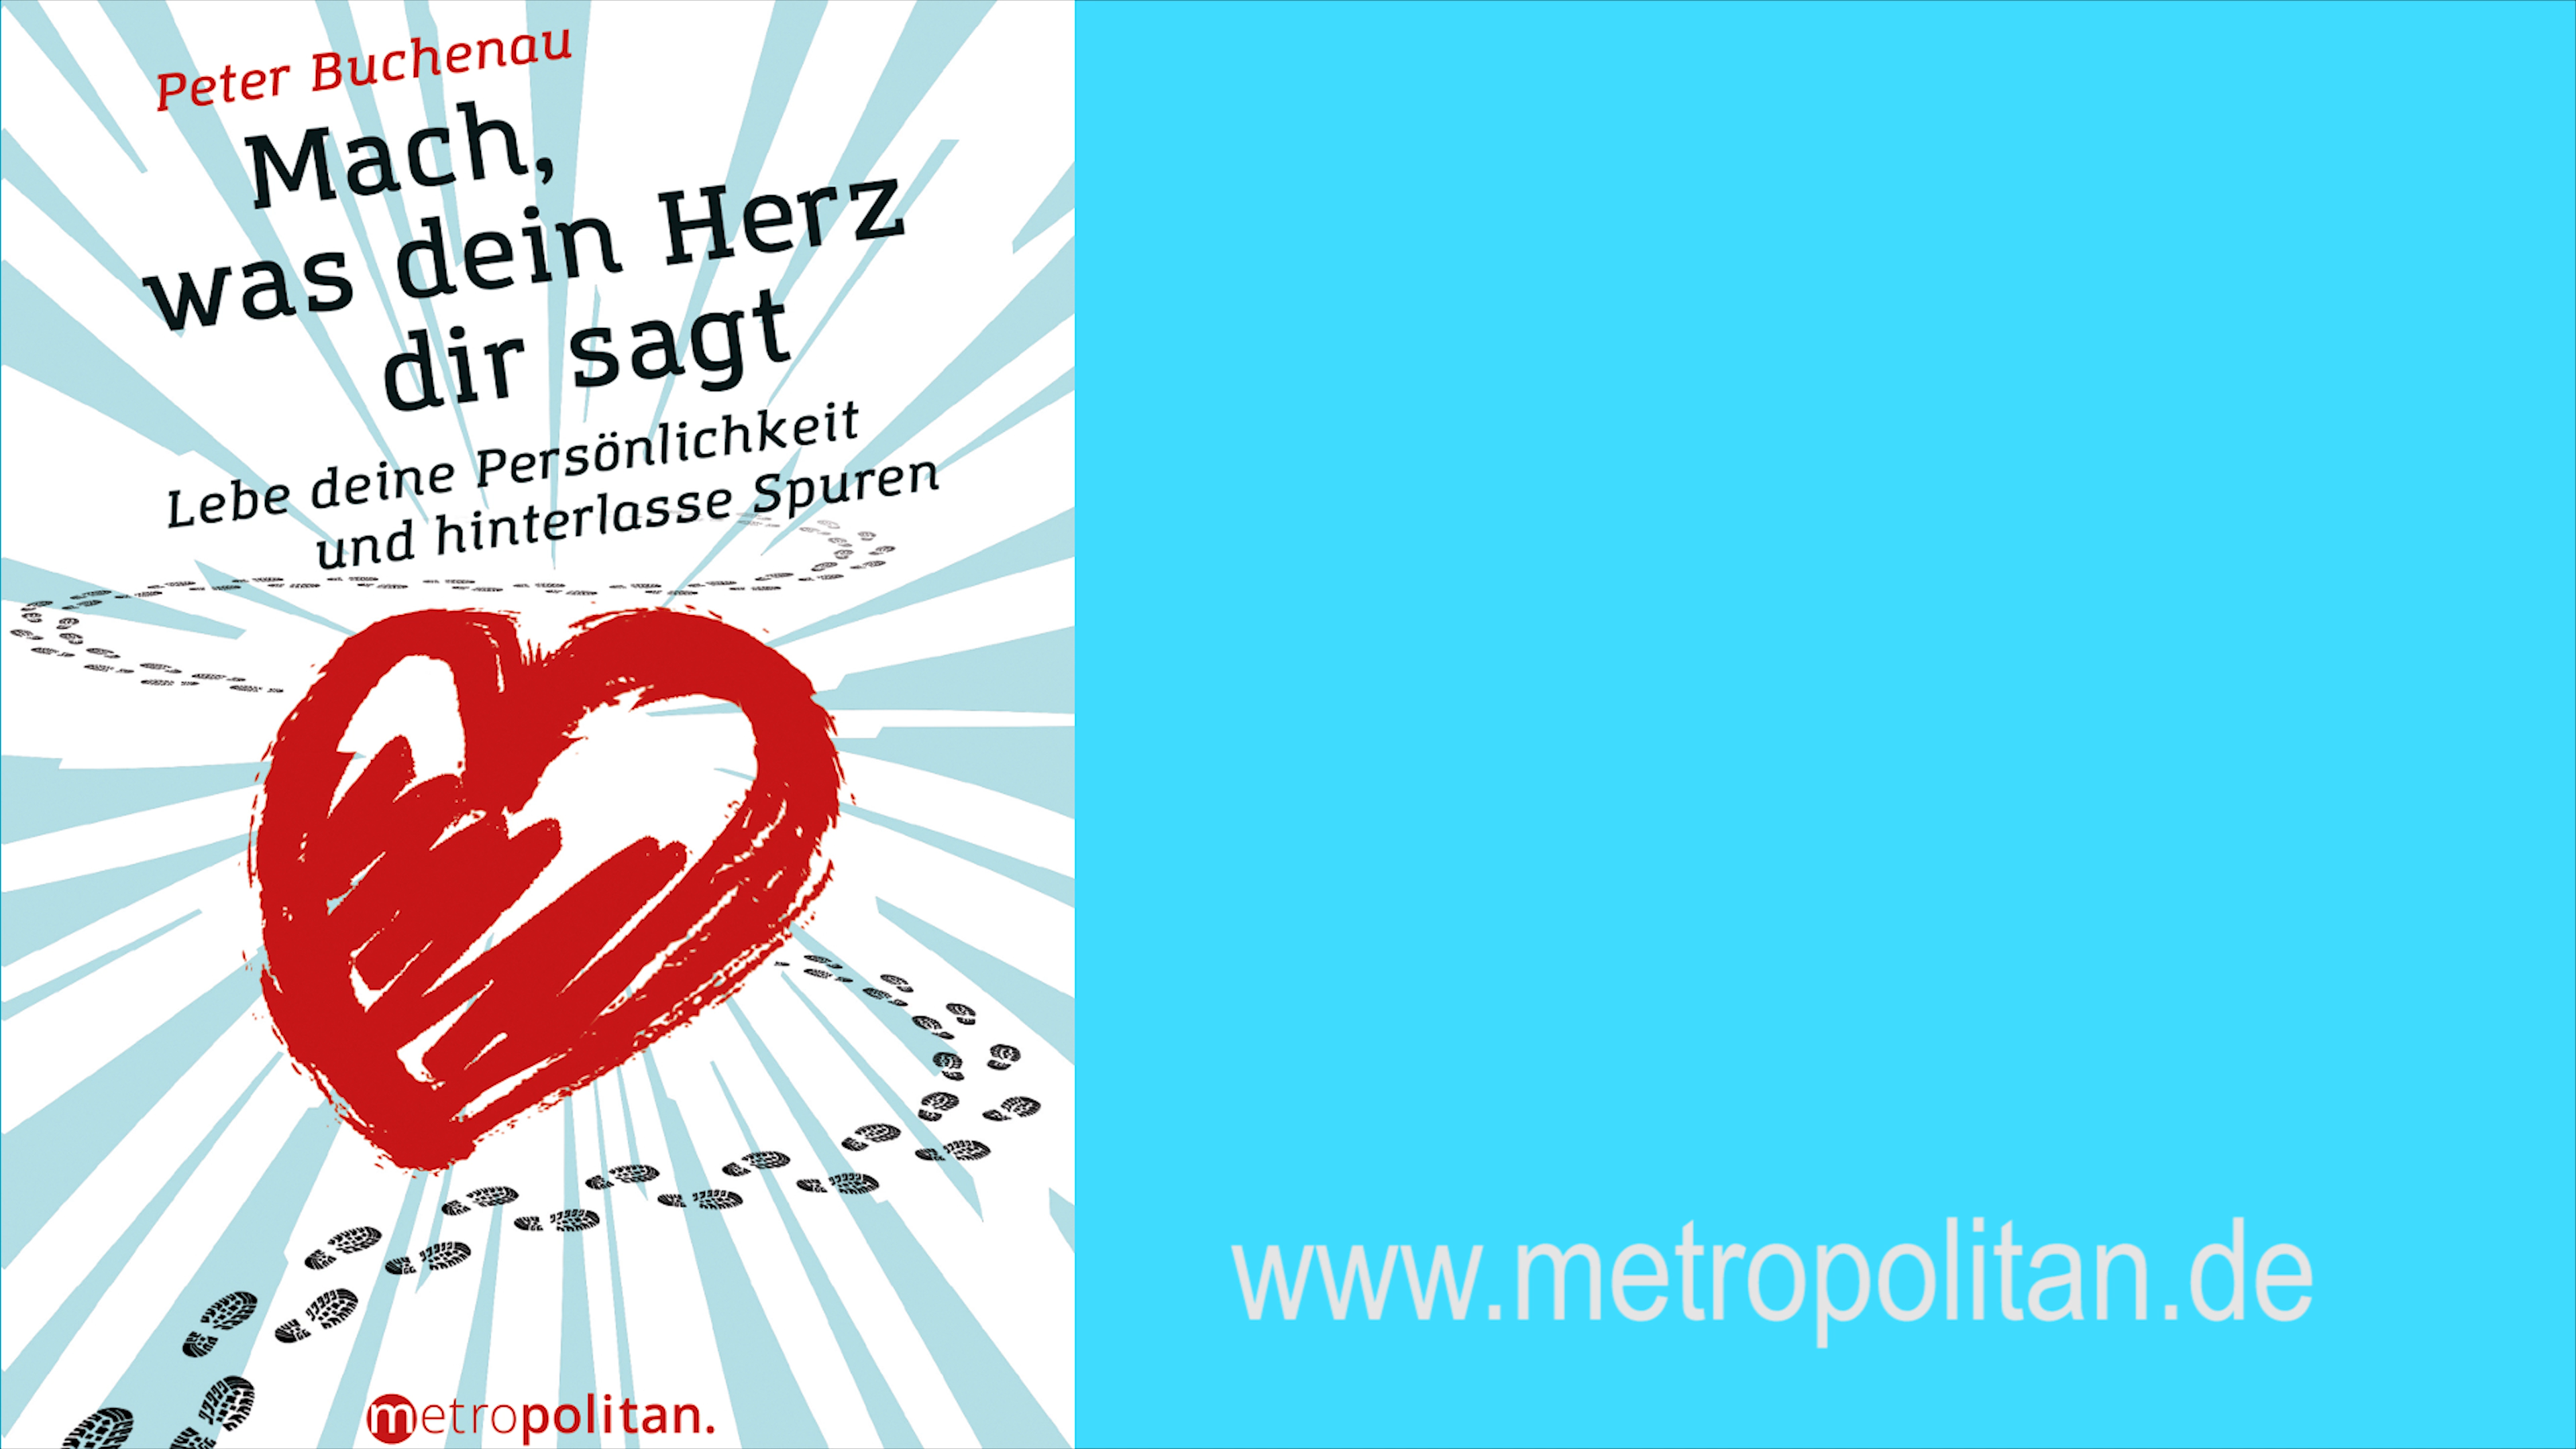 Peter Buchenau
Mach,
was dein Herz
dir sagt
Lebe deine Persönlichkeit
und hinterlasse Spuren
metropolitan.
www.metropolitan.de